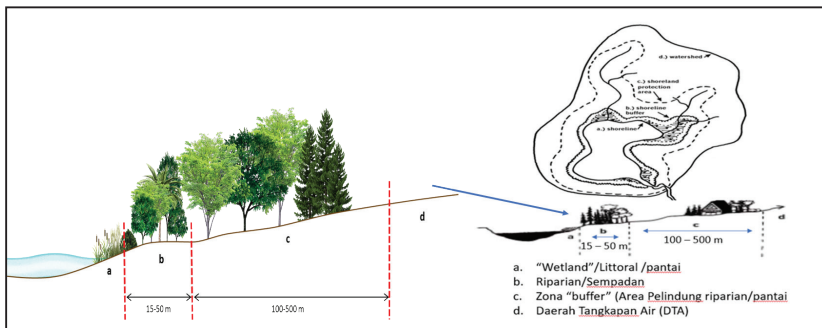 a
b
c
d
15-50 m
100-500 m
d.) watershed
c.) shoreland
protection
area
b.) shoreline
buffer
a.) shoreline
a
b
c
d
15 – 50 m
100 - 500 m
a. "Wetland"/Littoral /pantai
b. Riparian/Sempadan
c. Zona "buffer" (Area Pelindung riparian/pantai
d. Daerah Tangkapan Air (DTA)